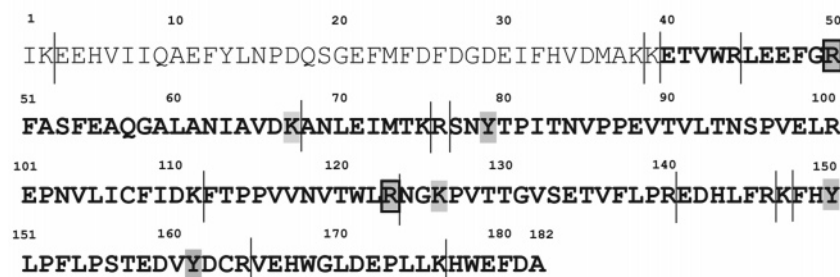 1 10 20 30 40 50
IKEEHVIIQAEFYLNPDQSGEFMFDFDGDEIFHVDMAKKETVWRLEEFGR
51 60 70 80 90 100
FASFEAQGALANIAVDKANLEIMTKRSNYTPITNVPPEVTVLTNSPVELR
101 110 120 130 140 150
EPNVLICFIDKFTPPVVNVTWLRNGKPVTTGVSETVFLPREDHLFRKFHY
151 160 170 180 182
LPFLPSTEDVYDCRVEHWGLDEPLLKHWEFDA